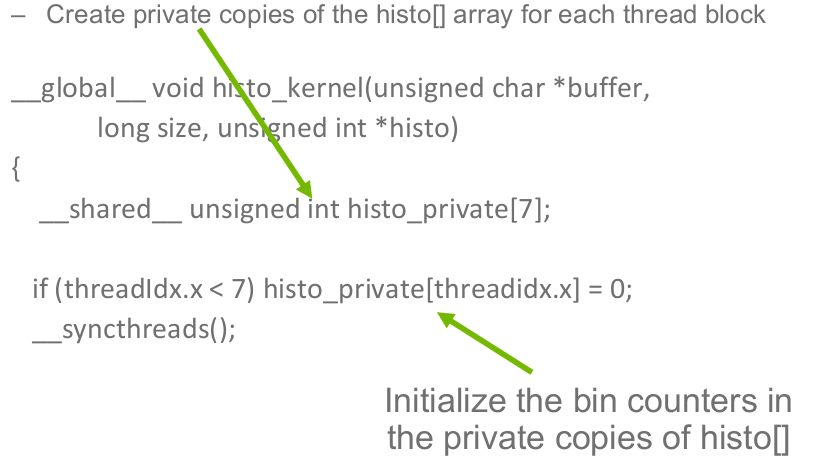 – Create private copies of the histo[] array for each thread block
__global__ void histo_kernel(unsigned char *buffer,
long size, unsigned int *histo)
{
__shared__ unsigned int histo_private[7];
if (threadIdx.x < 7) histo_private[threadidx.x] = 0;
__syncthreads();
Initialize the bin counters in
the private copies of histo[]